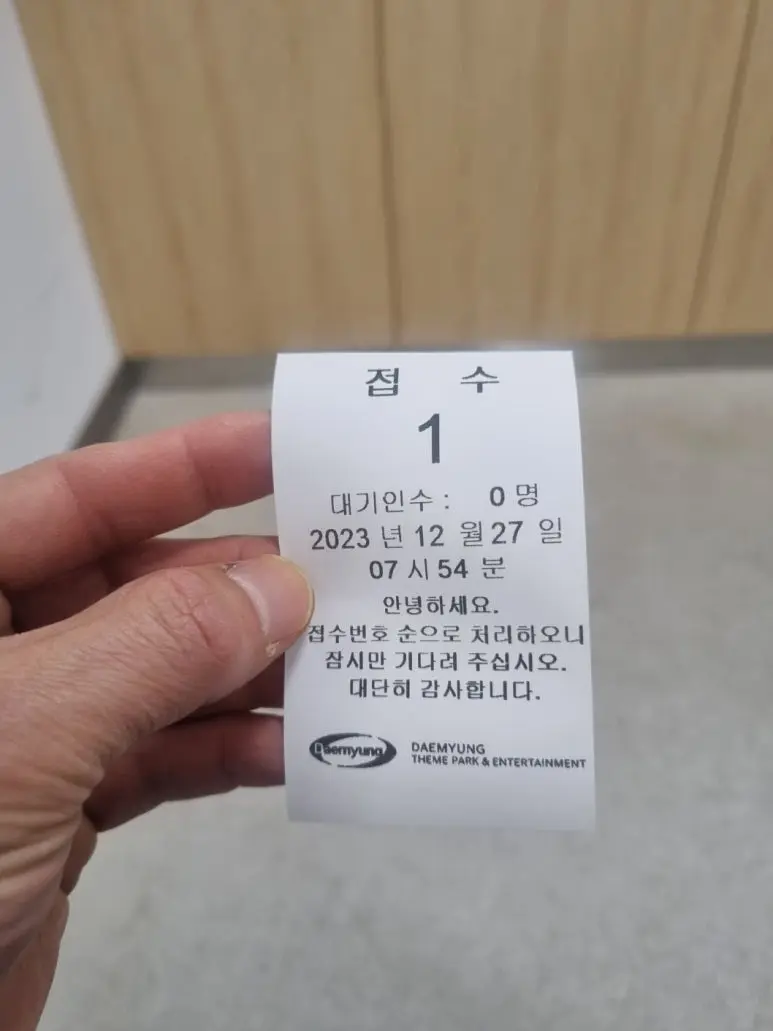 접 수
1
대기인수 : 0 명
2023 년 12 월 27 일
07 시 54 분
안녕하세요.
접수번호 순으로 처리하오니
잠시만 기다려 주십시오.
대단히 감사합니다.
Daemyung
DAEMYUNG
THEME PARK & ENTERTAINMENT